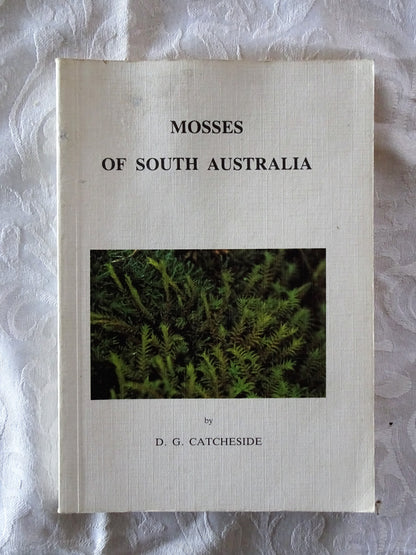 MOSSES
OF SOUTH AUSTRALIA
by
D. G. CATCHESIDE